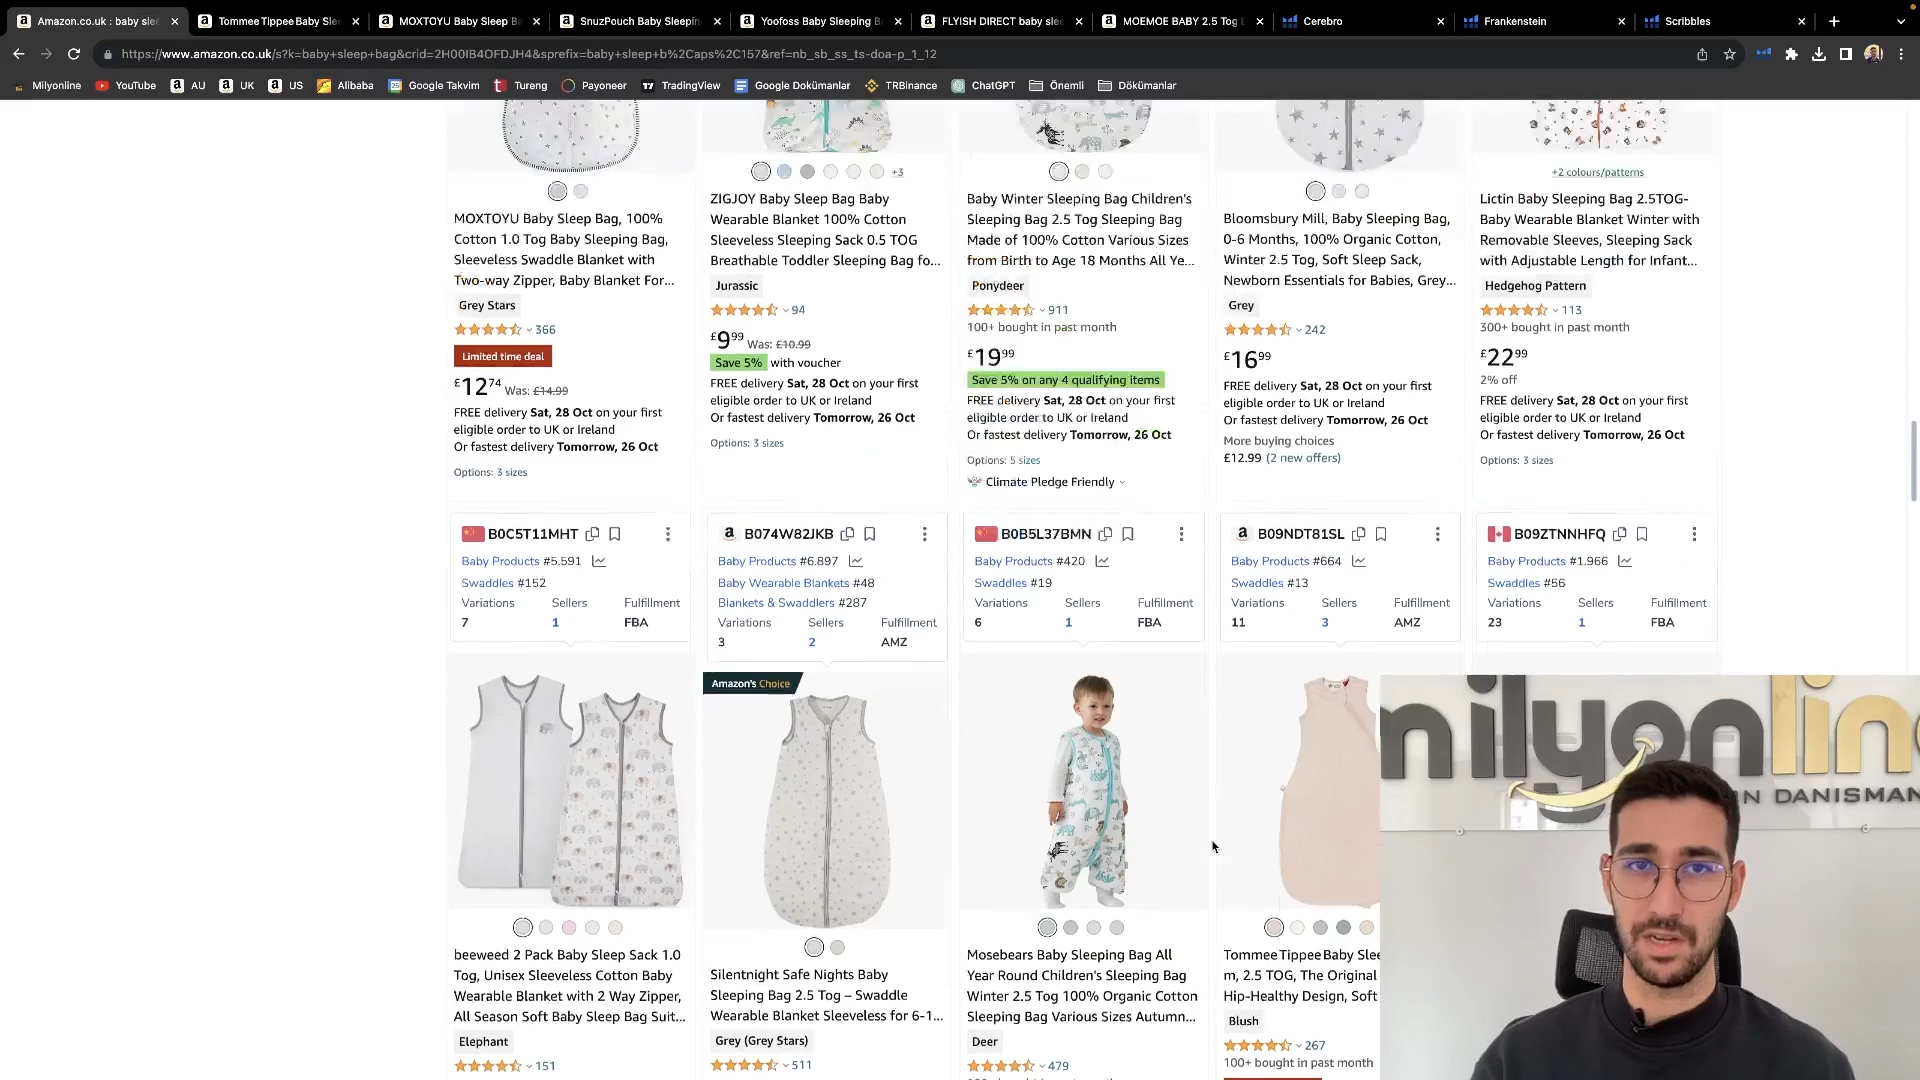 Amazon.co.uk : baby sle
Tommee Tippee Baby Sle
MOXTOYU Baby Sleep B
SnuzPouch Baby Sleepin
Yoofoss Baby Sleeping B
FLYISH DIRECT baby sle
MOEMOE BABY 2.5 Tog
Cerebro
Frankenstein
Scribbles
https://www.amazon.co.uk/s?k=baby+sleep+bag&crid=2H00IB4OFDJH4&sprefix=baby+sleep+b%2Caps%2C157&ref=nb_sb_ss_ts-doa-p_1_12
Milyonline
YouTube
AU
UK
US
Alibaba
Google Takvim
Tureng
Payoneer
TradingView
Google Dokümanlar
TRBinance
ChatGPT
Önemli
Dökümanlar
MOXTOYU Baby Sleep Bag, 100%
Cotton 1.0 Tog Baby Sleeping Bag,
Sleeveless Swaddle Blanket with
Two-way Zipper, Baby Blanket For...
Grey Stars
366
Limited time deal
£12 74 Was: £14.99
FREE delivery Sat, 28 Oct on your first
eligible order to UK or Ireland
Or fastest delivery Tomorrow, 26 Oct
Options: 3 sizes
+3
ZIGJOY Baby Sleep Bag Baby
Wearable Blanket 100% Cotton
Sleeveless Sleeping Sack 0.5 TOG
Breathable Toddler Sleeping Bag fo...
Jurassic
94
£9 99 Was: £10.99
Save 5% with voucher
FREE delivery Sat, 28 Oct on your first
eligible order to UK or Ireland
Or fastest delivery Tomorrow, 26 Oct
Options: 3 sizes
Baby Winter Sleeping Bag Children's
Sleeping Bag 2.5 Tog Sleeping Bag
Made of 100% Cotton Various Sizes
from Birth to Age 18 Months All Ye...
Ponydeer
911
100+ bought in past month
£19 99
Save 5% on any 4 qualifying items
FREE delivery Sat, 28 Oct on your first
eligible order to UK or Ireland
Or fastest delivery Tomorrow, 26 Oct
Options: 5 sizes
Climate Pledge Friendly
Bloomsbury Mill, Baby Sleeping Bag,
0-6 Months, 100% Organic Cotton,
Winter 2.5 Tog, Soft Sleep Sack,
Newborn Essentials for Babies, Grey...
Grey
242
£16 99
FREE delivery Sat, 28 Oct on your first
eligible order to UK or Ireland
Or fastest delivery Tomorrow, 26 Oct
More buying choices
£12.99 (2 new offers)
+2 colours/patterns
Lictin Baby Sleeping Bag 2.5TOG-
Baby Wearable Blanket Winter with
Removable Sleeves, Sleeping Sack
with Adjustable Length for Infant...
Hedgehog Pattern
113
300+ bought in past month
£22 99
2% off
FREE delivery Sat, 28 Oct on your first
eligible order to UK or Ireland
Or fastest delivery Tomorrow, 26 Oct
Options: 3 sizes
B0C5T11MHT
Baby Products #5.591
Swaddles #152
Variations Sellers Fulfillment
7 1 FBA
B074W82JKB
Baby Products #6.897
Baby Wearable Blankets #48
Blankets & Swaddlers #287
Variations Sellers Fulfillment
3 2 AMZ
B0B5L37BMN
Baby Products #420
Swaddles #19
Variations Sellers Fulfillment
6 1 FBA
B09NDT81SL
Baby Products #664
Swaddles #13
Variations Sellers Fulfillment
11 3 AMZ
B09ZTNNHFQ
Baby Products #1.966
Swaddles #56
Variations Sellers Fulfillment
23 1 FBA
beeweed 2 Pack Baby Sleep Sack 1.0
Tog, Unisex Sleeveless Cotton Baby
Wearable Blanket with 2 Way Zipper,
All Season Soft Baby Sleep Bag Suit...
Elephant
151
Amazon's Choice
Silentnight Safe Nights Baby
Sleeping Bag 2.5 Tog – Swaddle
Wearable Blanket Sleeveless for 6-1...
Grey (Grey Stars)
511
Mosebears Baby Sleeping Bag All
Year Round Children's Sleeping Bag
Winter 2.5 Tog 100% Organic Cotton
Sleeping Bag Various Sizes Autumn...
Deer
479
Tommee Tippee Baby Slee
m, 2.5 TOG, The Original
Hip-Healthy Design, Soft
Blush
267
100+ bought in past month
milyonlin
N DANISMAN